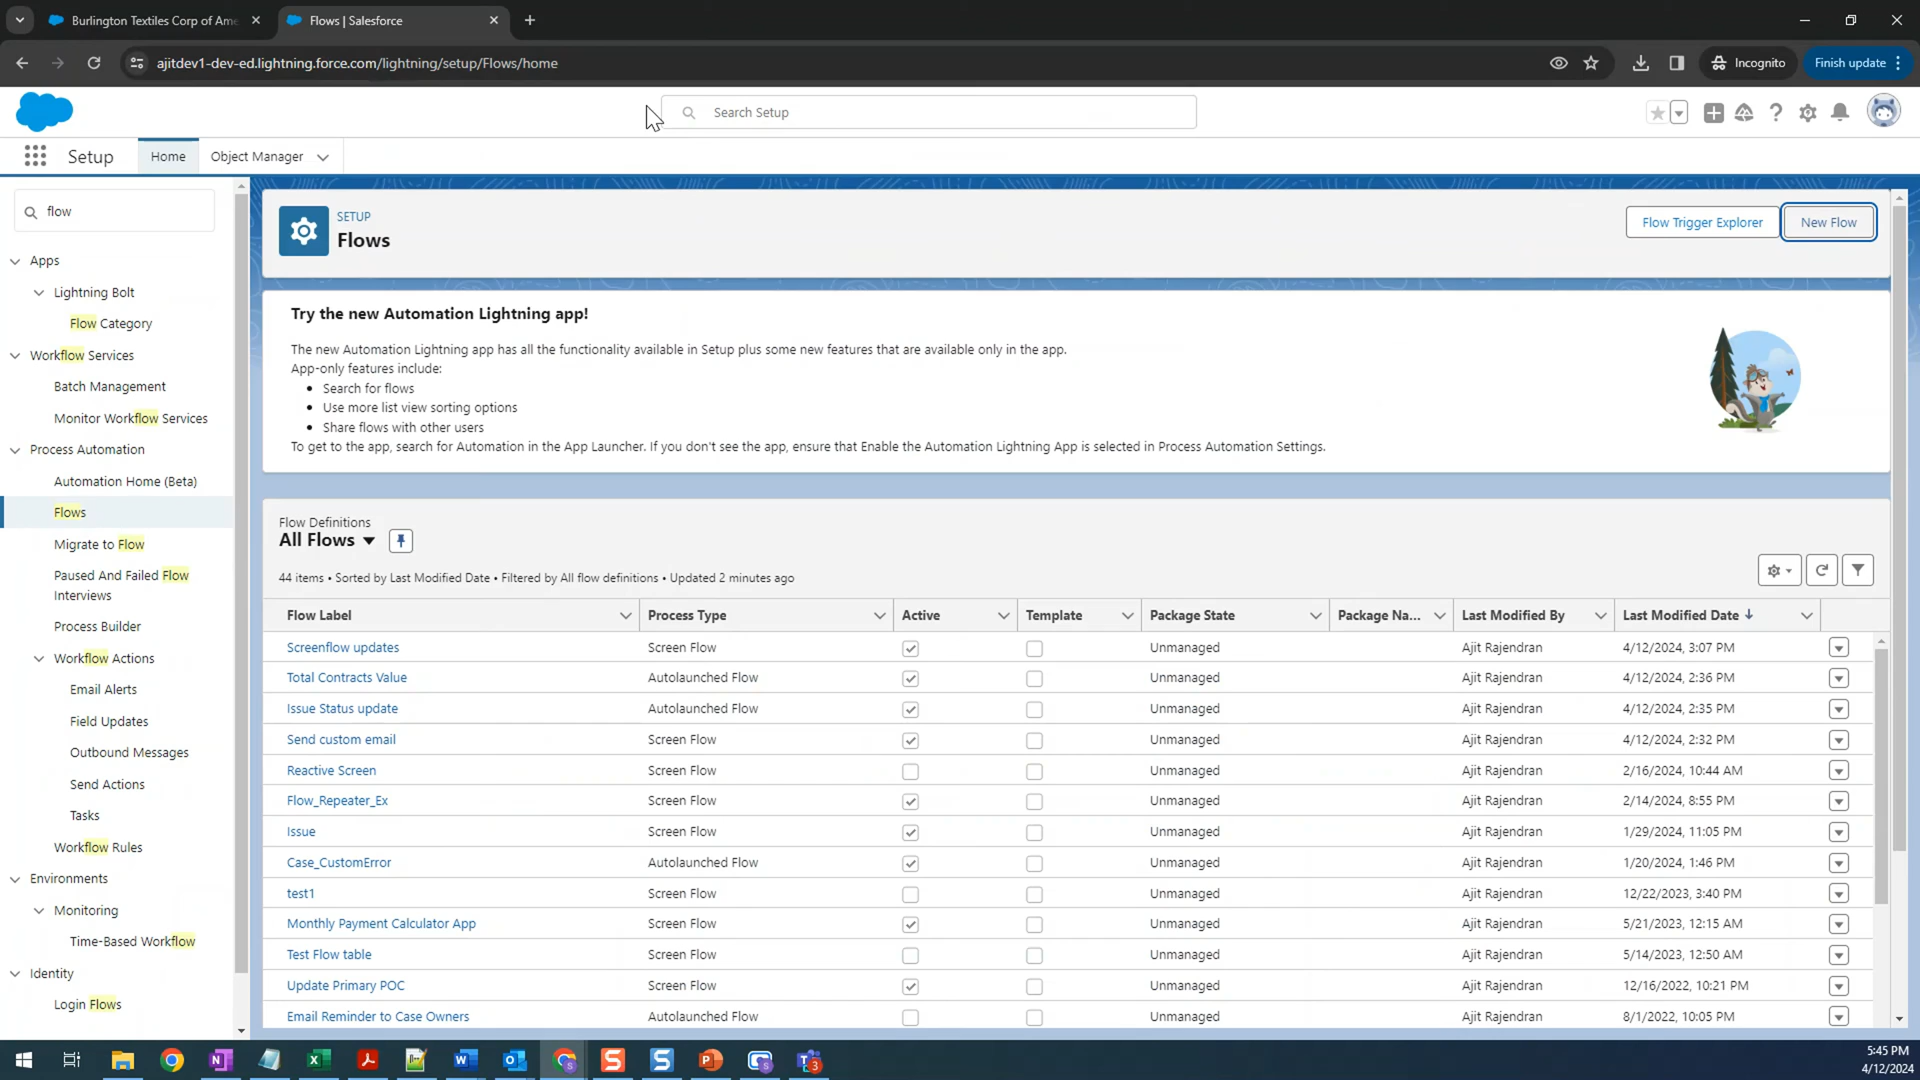 Burlington Textiles Corp of Ame
Flows | Salesforce
ajitdev1-dev-ed.lightning.force.com/lightning/setup/Flows/home
Incognito
Finish update
Search Setup
Setup
Home
Object Manager
flow
Apps
Lightning Bolt
Flow Category
Workflow Services
Batch Management
Monitor Workflow Services
Process Automation
Automation Home (Beta)
Flows
Migrate to Flow
Paused And Failed Flow
Interviews
Process Builder
Workflow Actions
Email Alerts
Field Updates
Outbound Messages
Send Actions
Tasks
Workflow Rules
Environments
Monitoring
Time-Based Workflow
Identity
Login Flows
SETUP
Flows
Flow Trigger Explorer
New Flow
Try the new Automation Lightning app!
The new Automation Lightning app has all the functionality available in Setup plus some new features that are available only in the app.
App-only features include:
• Search for flows
• Use more list view sorting options
• Share flows with other users
To get to the app, search for Automation in the App Launcher. If you don't see the app, ensure that Enable the Automation Lightning App is selected in Process Automation Settings.
Flow Definitions
All Flows
44 items • Sorted by Last Modified Date • Filtered by All flow definitions • Updated 2 minutes ago
Flow Label Process Type Active Template Package State Package Na... Last Modified By Last Modified Date
Screenflow updates Screen Flow Unmanaged Ajit Rajendran 4/12/2024, 3:07 PM
Total Contracts Value Autolaunched Flow Unmanaged Ajit Rajendran 4/12/2024, 2:36 PM
Issue Status update Autolaunched Flow Unmanaged Ajit Rajendran 4/12/2024, 2:35 PM
Send custom email Screen Flow Unmanaged Ajit Rajendran 4/12/2024, 2:32 PM
Reactive Screen Screen Flow Unmanaged Ajit Rajendran 2/16/2024, 10:44 AM
Flow_Repeater_Ex Screen Flow Unmanaged Ajit Rajendran 2/14/2024, 8:55 PM
Issue Screen Flow Unmanaged Ajit Rajendran 1/29/2024, 11:05 PM
Case_CustomError Autolaunched Flow Unmanaged Ajit Rajendran 1/20/2024, 1:46 PM
test1 Screen Flow Unmanaged Ajit Rajendran 12/22/2023, 3:40 PM
Monthly Payment Calculator App Screen Flow Unmanaged Ajit Rajendran 5/21/2023, 12:15 AM
Test Flow table Screen Flow Unmanaged Ajit Rajendran 5/14/2023, 12:50 AM
Update Primary POC Screen Flow Unmanaged Ajit Rajendran 12/16/2022, 10:21 PM
Email Reminder to Case Owners Autolaunched Flow Unmanaged Ajit Rajendran 8/1/2022, 10:05 PM
5:45 PM
4/12/2024